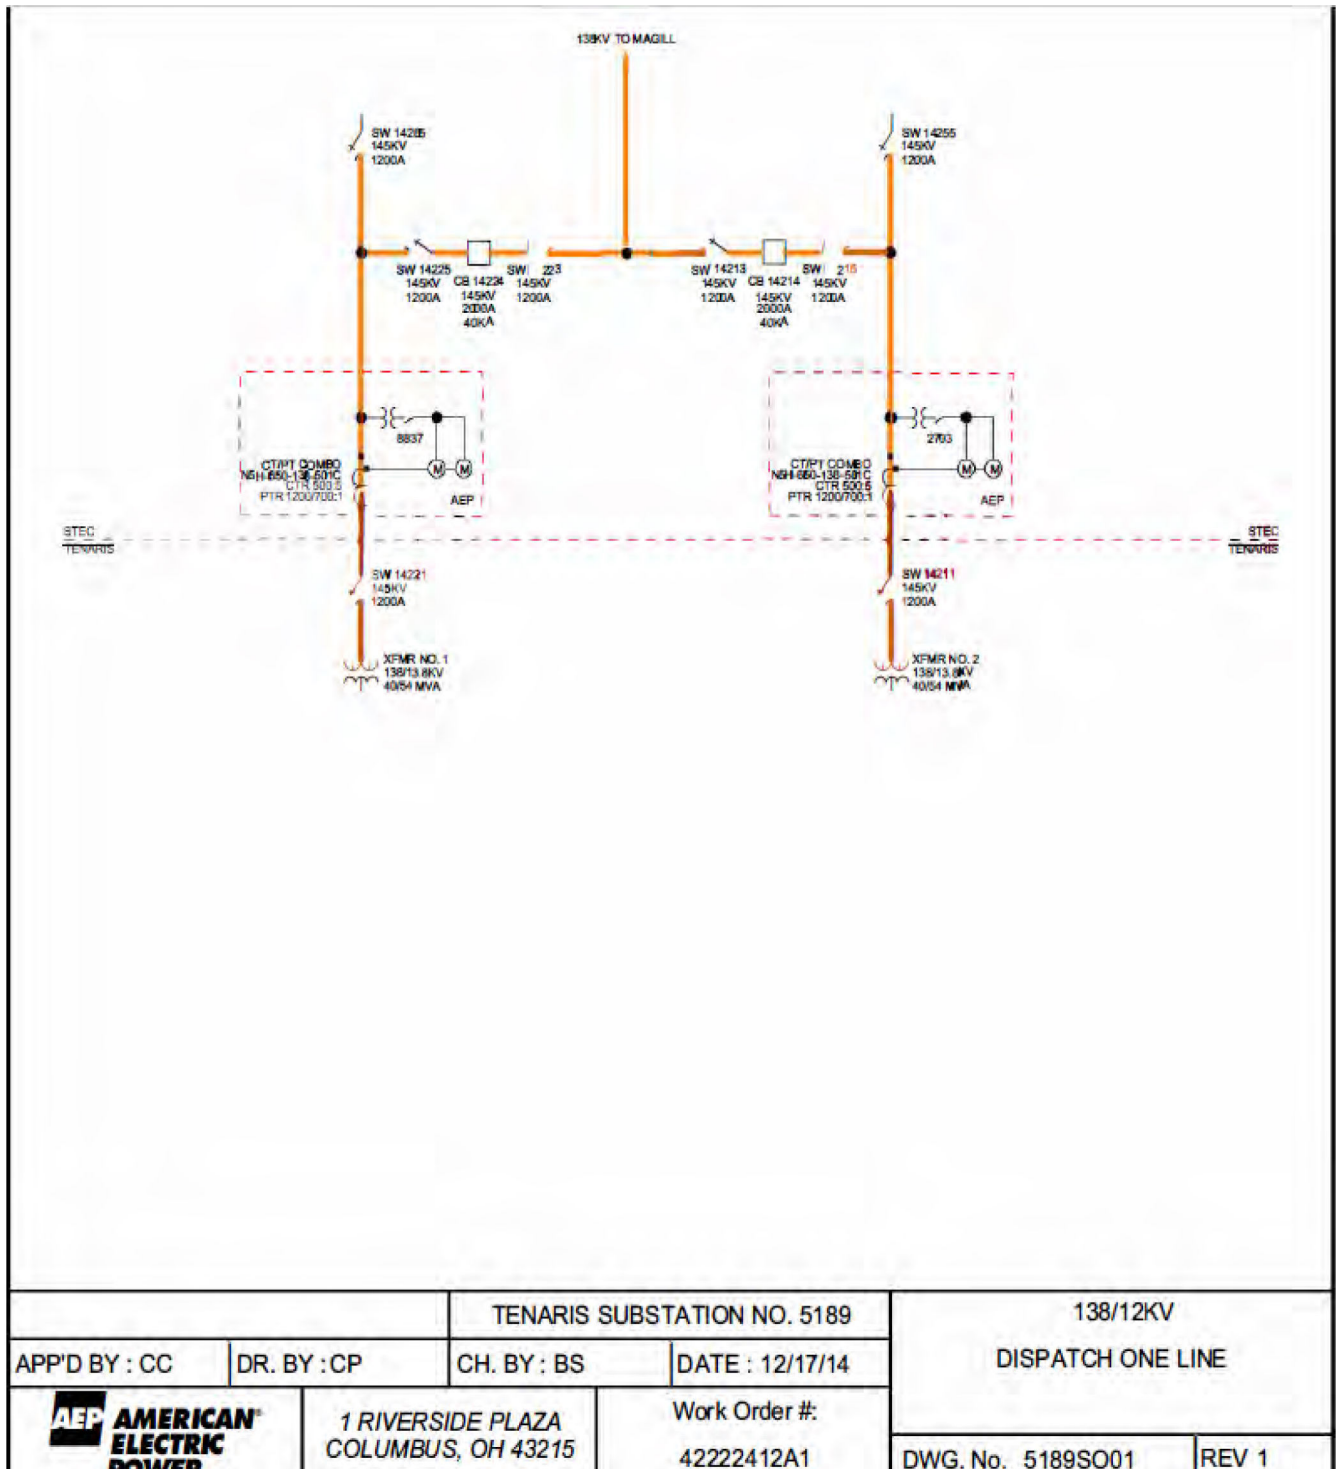 138KV TO MAGILL
SW 14265
145KV
1200A
SW 14255
145KV
1200A
SW 14225
145KV
1200A
CB 14224
145KV
2000A
40KA
SW 223
145KV
1200A
SW 14213
145KV
1200A
CB 14214
145KV
2000A
40KA
SW 215
145KV
1200A
8837
CT/PT COMBO
CTR 500:5
PTR 1200/700:1
AEP
2703
CT/PT COMBO
CTR 500:5
PTR 1200/700:1
AEP
STEC
TENARIS
STEC
TENARIS
M
M
M
M
SW 14221
145KV
1200A
SW 14211
145KV
1200A
XFMR NO. 1
138/13.8KV
40/54 MVA
XFMR NO. 2
138/13.8KV
40/54 MVA
TENARIS SUBSTATION NO. 5189
138/12KV
DISPATCH ONE LINE
APP'D BY : CC
DR. BY : CP
CH. BY : BS
DATE : 12/17/14
AEP AMERICAN®
ELECTRIC
POWER
1 RIVERSIDE PLAZA
COLUMBUS, OH 43215
Work Order #:
42222412A1
DWG. No. 5189SO01
REV 1